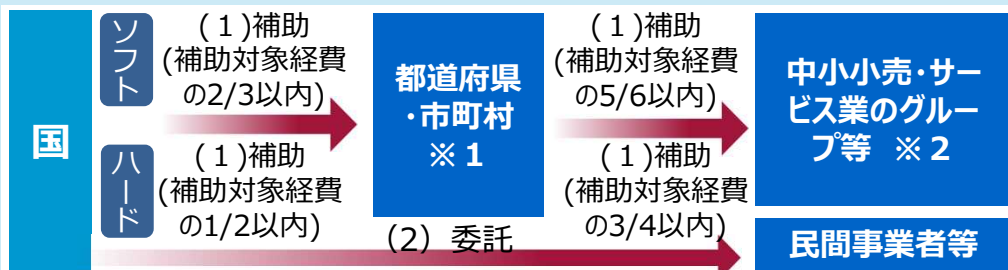 国
ソフト
(１)補助
(補助対象経費
の2/3以内)
ハード
(１)補助
(補助対象経費
の1/2以内)
都道府県
・市町村
※１
(１)補助
(補助対象経費
の5/6以内)
(１)補助
(補助対象経費
の3/4以内)
中小小売・サー
ビス業のグルー
プ等 ※２
（2）委託
民間事業者等